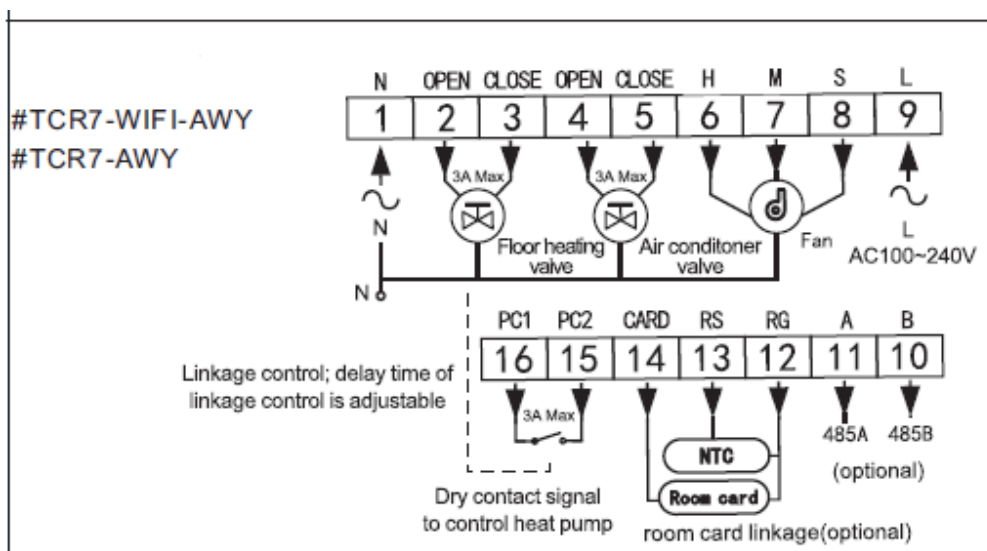 N OPEN CLOSE OPEN CLOSE H M S L
#TCR7-WIFI-AWY
1 2 3 4 5 6 7 8 9
#TCR7-AWY
3A Max 3A Max
N
Floor heating valve
Air conditoner valve
Fan
L
AC100~240V
N
PC1 PC2 CARD RS RG A B
16 15 14 13 12 11 10
Linkage control; delay time of
linkage control is adjustable
3A Max
485A 485B
NTC
(optional)
Room card
Dry contact signal
to control heat pump
room card linkage(optional)